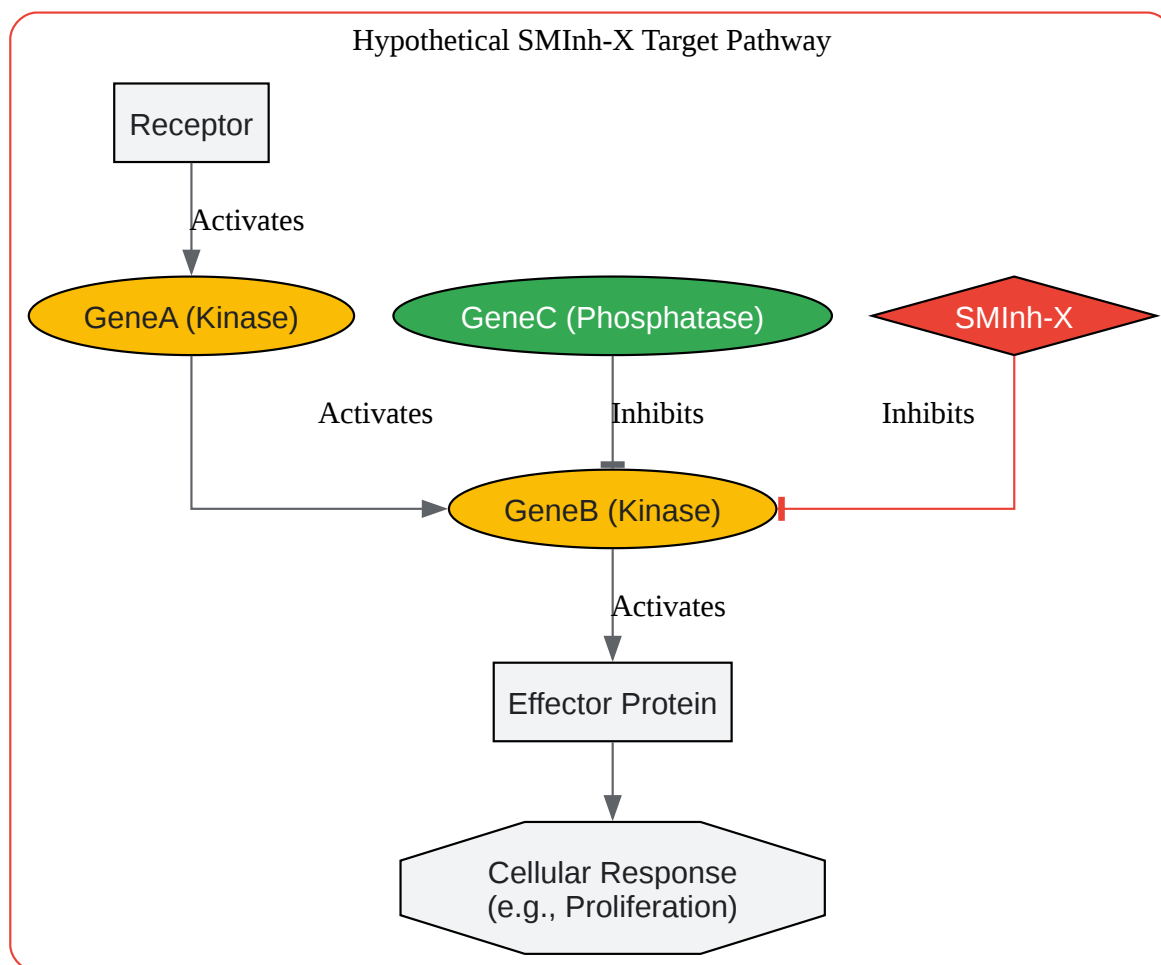 Hypothetical SMInh-X Target Pathway
Receptor
Activates
GeneA (Kinase)
GeneC (Phosphatase)
SMInh-X
Activates
Inhibits
Inhibits
GeneB (Kinase)
Activates
Effector Protein
Cellular Response
(e.g., Proliferation)